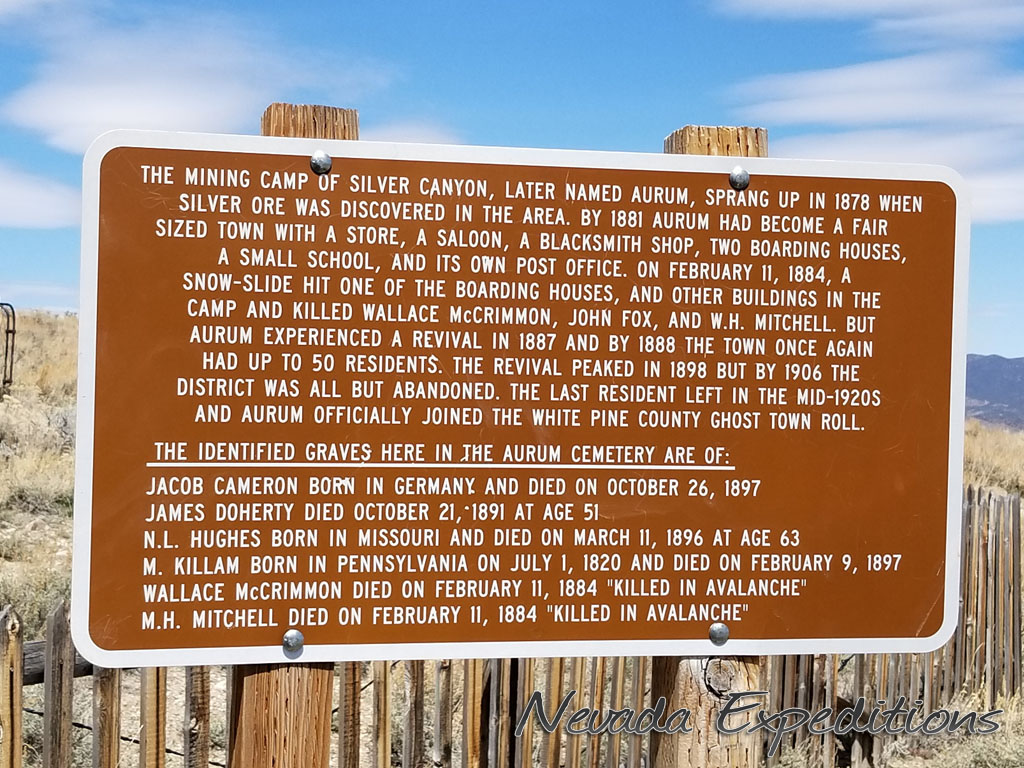 THE MINING CAMP OF SILVER CANYON, LATER NAMED AURUM, SPRANG UP IN 1878 WHEN
SILVER ORE WAS DISCOVERED IN THE AREA. BY 1881 AURUM HAD BECOME A FAIR
SIZED TOWN WITH A STORE, A SALOON, A BLACKSMITH SHOP, TWO BOARDING HOUSES,
A SMALL SCHOOL, AND ITS OWN POST OFFICE. ON FEBRUARY 11, 1884, A
SNOW-SLIDE HIT ONE OF THE BOARDING HOUSES, AND OTHER BUILDINGS IN THE
CAMP AND KILLED WALLACE McCRIMMON, JOHN FOX, AND W.H. MITCHELL. BUT
AURUM EXPERIENCED A REVIVAL IN 1887 AND BY 1888 THE TOWN ONCE AGAIN
HAD UP TO 50 RESIDENTS. THE REVIVAL PEAKED IN 1898 BUT BY 1906 THE
DISTRICT WAS ALL BUT ABANDONED. THE LAST RESIDENT LEFT IN THE MID-1920S
AND AURUM OFFICIALLY JOINED THE WHITE PINE COUNTY GHOST TOWN ROLL.
THE IDENTIFIED GRAVES HERE IN THE AURUM CEMETERY ARE OF:
JACOB CAMERON BORN IN GERMANY AND DIED ON OCTOBER 26, 1897
JAMES DOHERTY DIED OCTOBER 21, 1891 AT AGE 51
N.L. HUGHES BORN IN MISSOURI AND DIED ON MARCH 11, 1896 AT AGE 63
M. KILLAM BORN IN PENNSYLVANIA ON JULY 1, 1820 AND DIED ON FEBRUARY 9, 1897
WALLACE McCRIMMON DIED ON FEBRUARY 11, 1884 "KILLED IN AVALANCHE"
M.H. MITCHELL DIED ON FEBRUARY 11, 1884 "KILLED IN AVALANCHE"
Nevada Expeditions